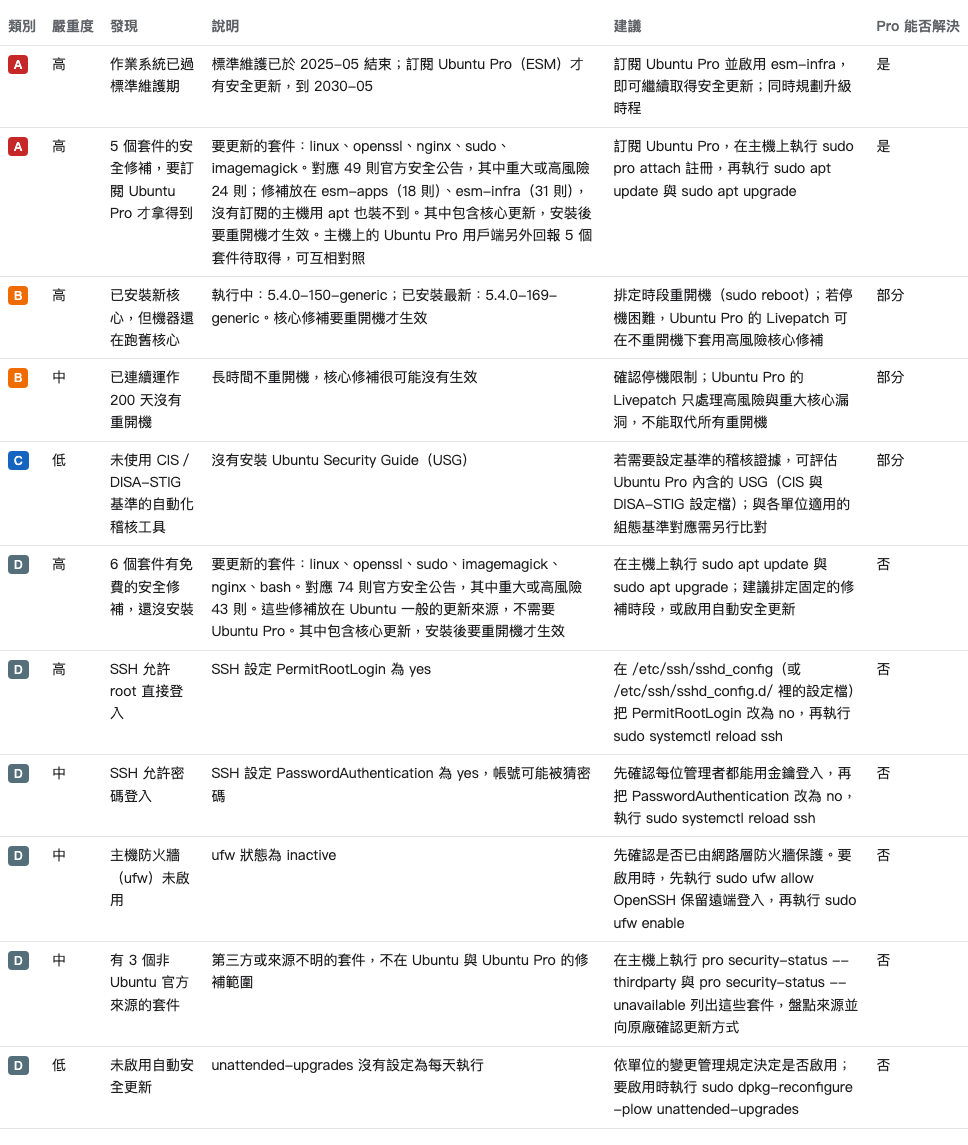 類別 嚴重度 發現 說明 建議 Pro 能否解決
A 高
作業系統已過
標準維護期
標準維護已於 2025-05 結束；訂閱 Ubuntu Pro（ESM）才
有安全更新，到 2030-05
訂閱 Ubuntu Pro 並啟用 esm-infra，
即可繼續取得安全更新；同時規劃升級
時程
是
A 高
5 個套件的安
全修補，要訂
閱 Ubuntu
Pro 才拿得到
要更新的套件：linux、openssl、nginx、sudo、
imagemagick。對應 49 則官方安全公告，其中重大或高風險
24 則；修補放在 esm-apps（18 則）、esm-infra（31 則），
沒有訂閱的主機用 apt 也裝不到。其中包含核心更新，安裝後
要重開機才生效。主機上的 Ubuntu Pro 用戶端另外回報 5 個
套件待取得，可互相對照
訂閱 Ubuntu Pro，在主機上執行 sudo
pro attach 註冊，再執行 sudo apt
update 與 sudo apt upgrade
是
B 高
已安裝新核
心，但機器還
在跑舊核心
執行中：5.4.0-150-generic；已安裝最新：5.4.0-169-
generic。核心修補要重開機才生效
排定時段重開機（sudo reboot）；若停
機困難，Ubuntu Pro 的 Livepatch 可
在不重開機下套用高風險核心修補
部分
B 中
已連續運作
200 天沒有
重開機
長時間不重開機，核心修補很可能沒有生效
確認停機限制；Ubuntu Pro 的
Livepatch 只處理高風險與重大核心漏
洞，不能取代所有重開機
部分
C 低
未使用 CIS /
DISA-STIG
基準的自動化
稽核工具
沒有安裝 Ubuntu Security Guide（USG）
若需要設定基準的稽核證據，可評估
Ubuntu Pro 內含的 USG（CIS 與
DISA-STIG 設定檔）；與各單位適用的
組態基準對應需另行比對
部分
D 高
6 個套件有免
費的安全修
補，還沒安裝
要更新的套件：linux、openssl、sudo、imagemagick、
nginx、bash。對應 74 則官方安全公告，其中重大或高風險
43 則。這些修補放在 Ubuntu 一般的更新來源，不需要
Ubuntu Pro。其中包含核心更新，安裝後要重開機才生效
在主機上執行 sudo apt update 與
sudo apt upgrade；建議排定固定的修
補時段，或啟用自動安全更新
否
D 高
SSH 允許
root 直接登
入
SSH 設定 PermitRootLogin 為 yes
在 /etc/ssh/sshd_config（或
/etc/ssh/sshd_config.d/ 裡的設定檔）
把 PermitRootLogin 改為 no，再執行
sudo systemctl reload ssh
否
D 中
SSH 允許密
碼登入
SSH 設定 PasswordAuthentication 為 yes，帳號可能被猜密
碼
先確認每位管理者都能用金鑰登入，再
把 PasswordAuthentication 改為 no，
執行 sudo systemctl reload ssh
否
D 中
主機防火牆
（ufw）未啟
用
ufw 狀態為 inactive
先確認是否已由網路層防火牆保護。要
啟用時，先執行 sudo ufw allow
OpenSSH 保留遠端登入，再執行 sudo
ufw enable
否
D 中
有 3 個非
Ubuntu 官方
來源的套件
第三方或來源不明的套件，不在 Ubuntu 與 Ubuntu Pro 的修
補範圍
在主機上執行 pro security-status --
thirdparty 與 pro security-status --
unavailable 列出這些套件，盤點來源並
向原廠確認更新方式
否
D 低
未啟用自動安
全更新
unattended-upgrades 沒有設定為每天執行
依單位的變更管理規定決定是否啟用；
要啟用時執行 sudo dpkg-reconfigure
-plow unattended-upgrades
否